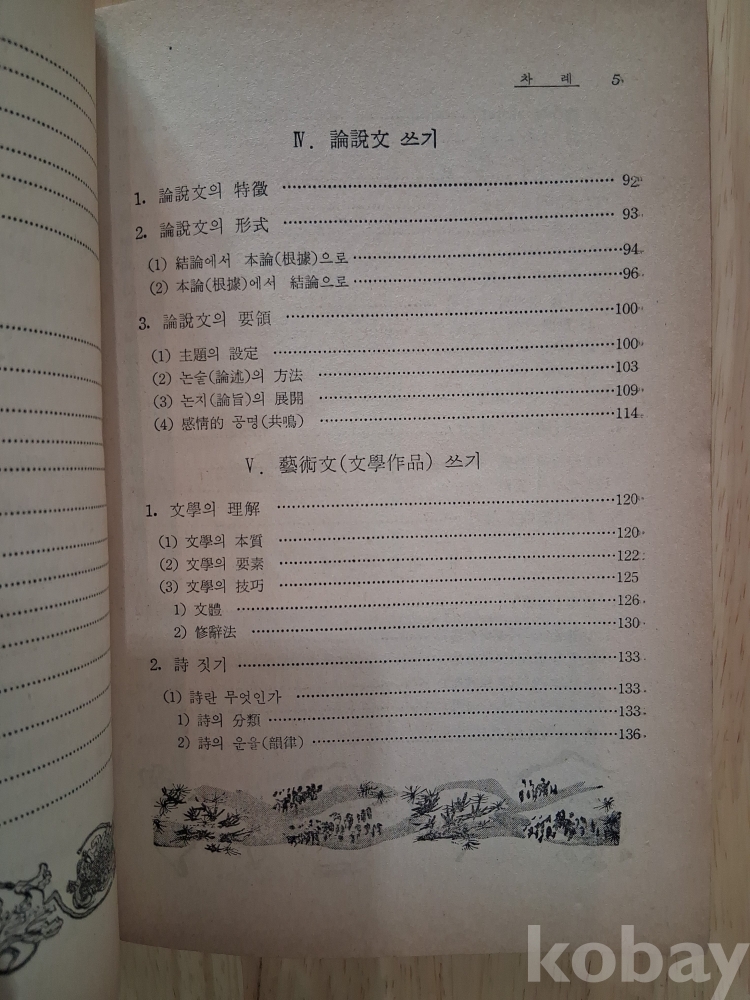 차 례 5
Ⅳ. 論說文 쓰기
1. 論說文의 特徵 92
2. 論說文의 形式 93
(1) 結論에서 本論(根據)으로 94
(2) 本論(根據)에서 結論으로 96
3. 論說文의 要領 100
(1) 主題의 設定 100
(2) 논술(論述)의 方法 103
(3) 논지(論旨)의 展開 109
(4) 感情的 공명(共鳴) 114
Ⅴ. 藝術文(文學作品) 쓰기
1. 文學의 理解 120
(1) 文學의 本質 120
(2) 文學의 要素 122
(3) 文學의 技巧 125
1) 文體 126
2) 修辭法 130
2. 詩 짓기 133
(1) 詩란 무엇인가 133
1) 詩의 分類 133
2) 詩의 운율(韻律) 136
kobay